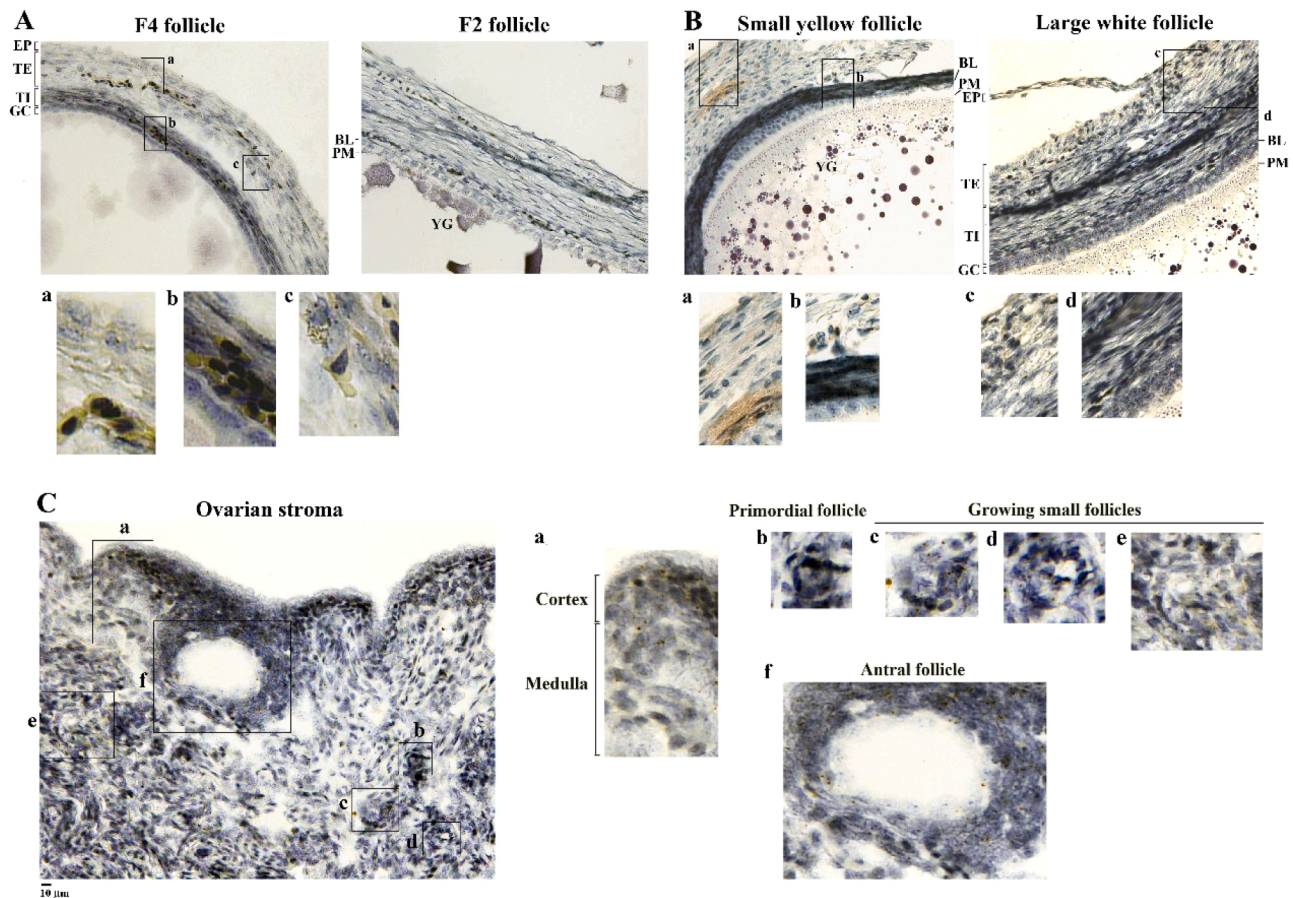 A
F4 follicle
F2 follicle
EP
TE
TI
GC
a
b
c
BL
PM
YG
a
b
c
B
Small yellow follicle
Large white follicle
a
b
BL
PM
EP
YG
c
d
BL
PM
TE
TI
GC
a
b
c
d
C
Ovarian stroma
a
f
e
b
c
d
10 μm
a
Cortex
Medulla
Primordial follicle
Growing small follicles
b
c
d
e
f
Antral follicle